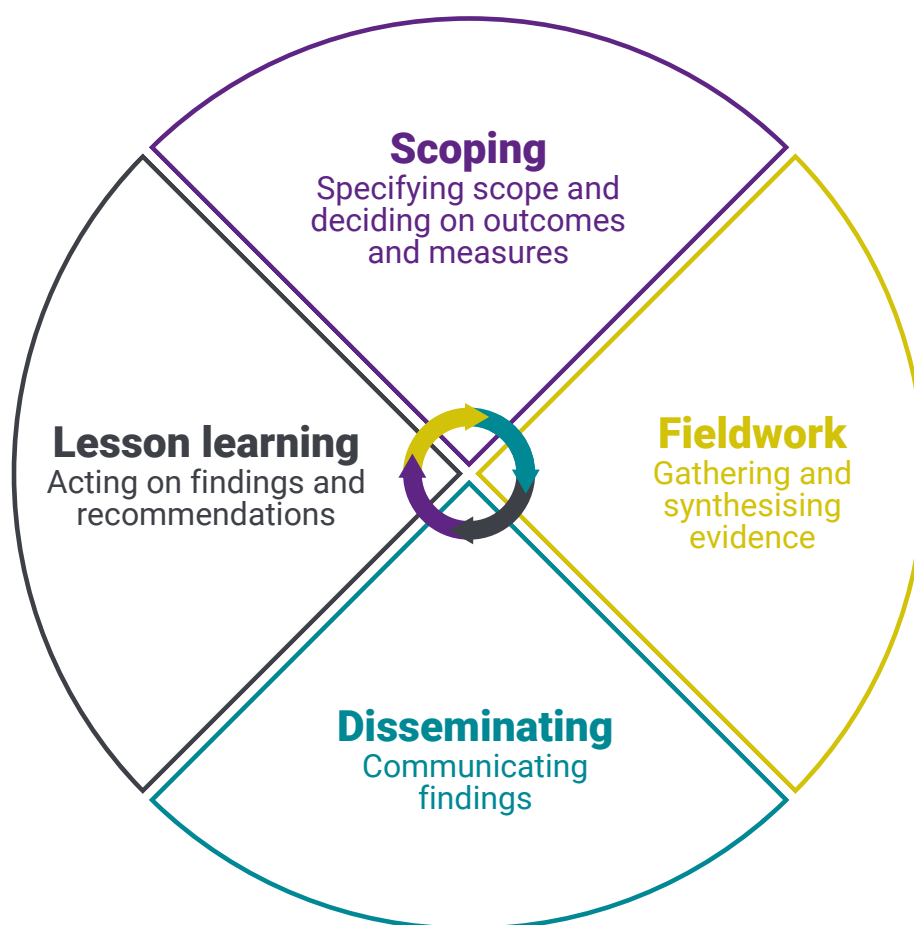 Scoping
Specifying scope and
deciding on outcomes
and measures
Fieldwork
Gathering and
synthesising
evidence
Disseminating
Communicating
findings
Lesson learning
Acting on findings and
recommendations